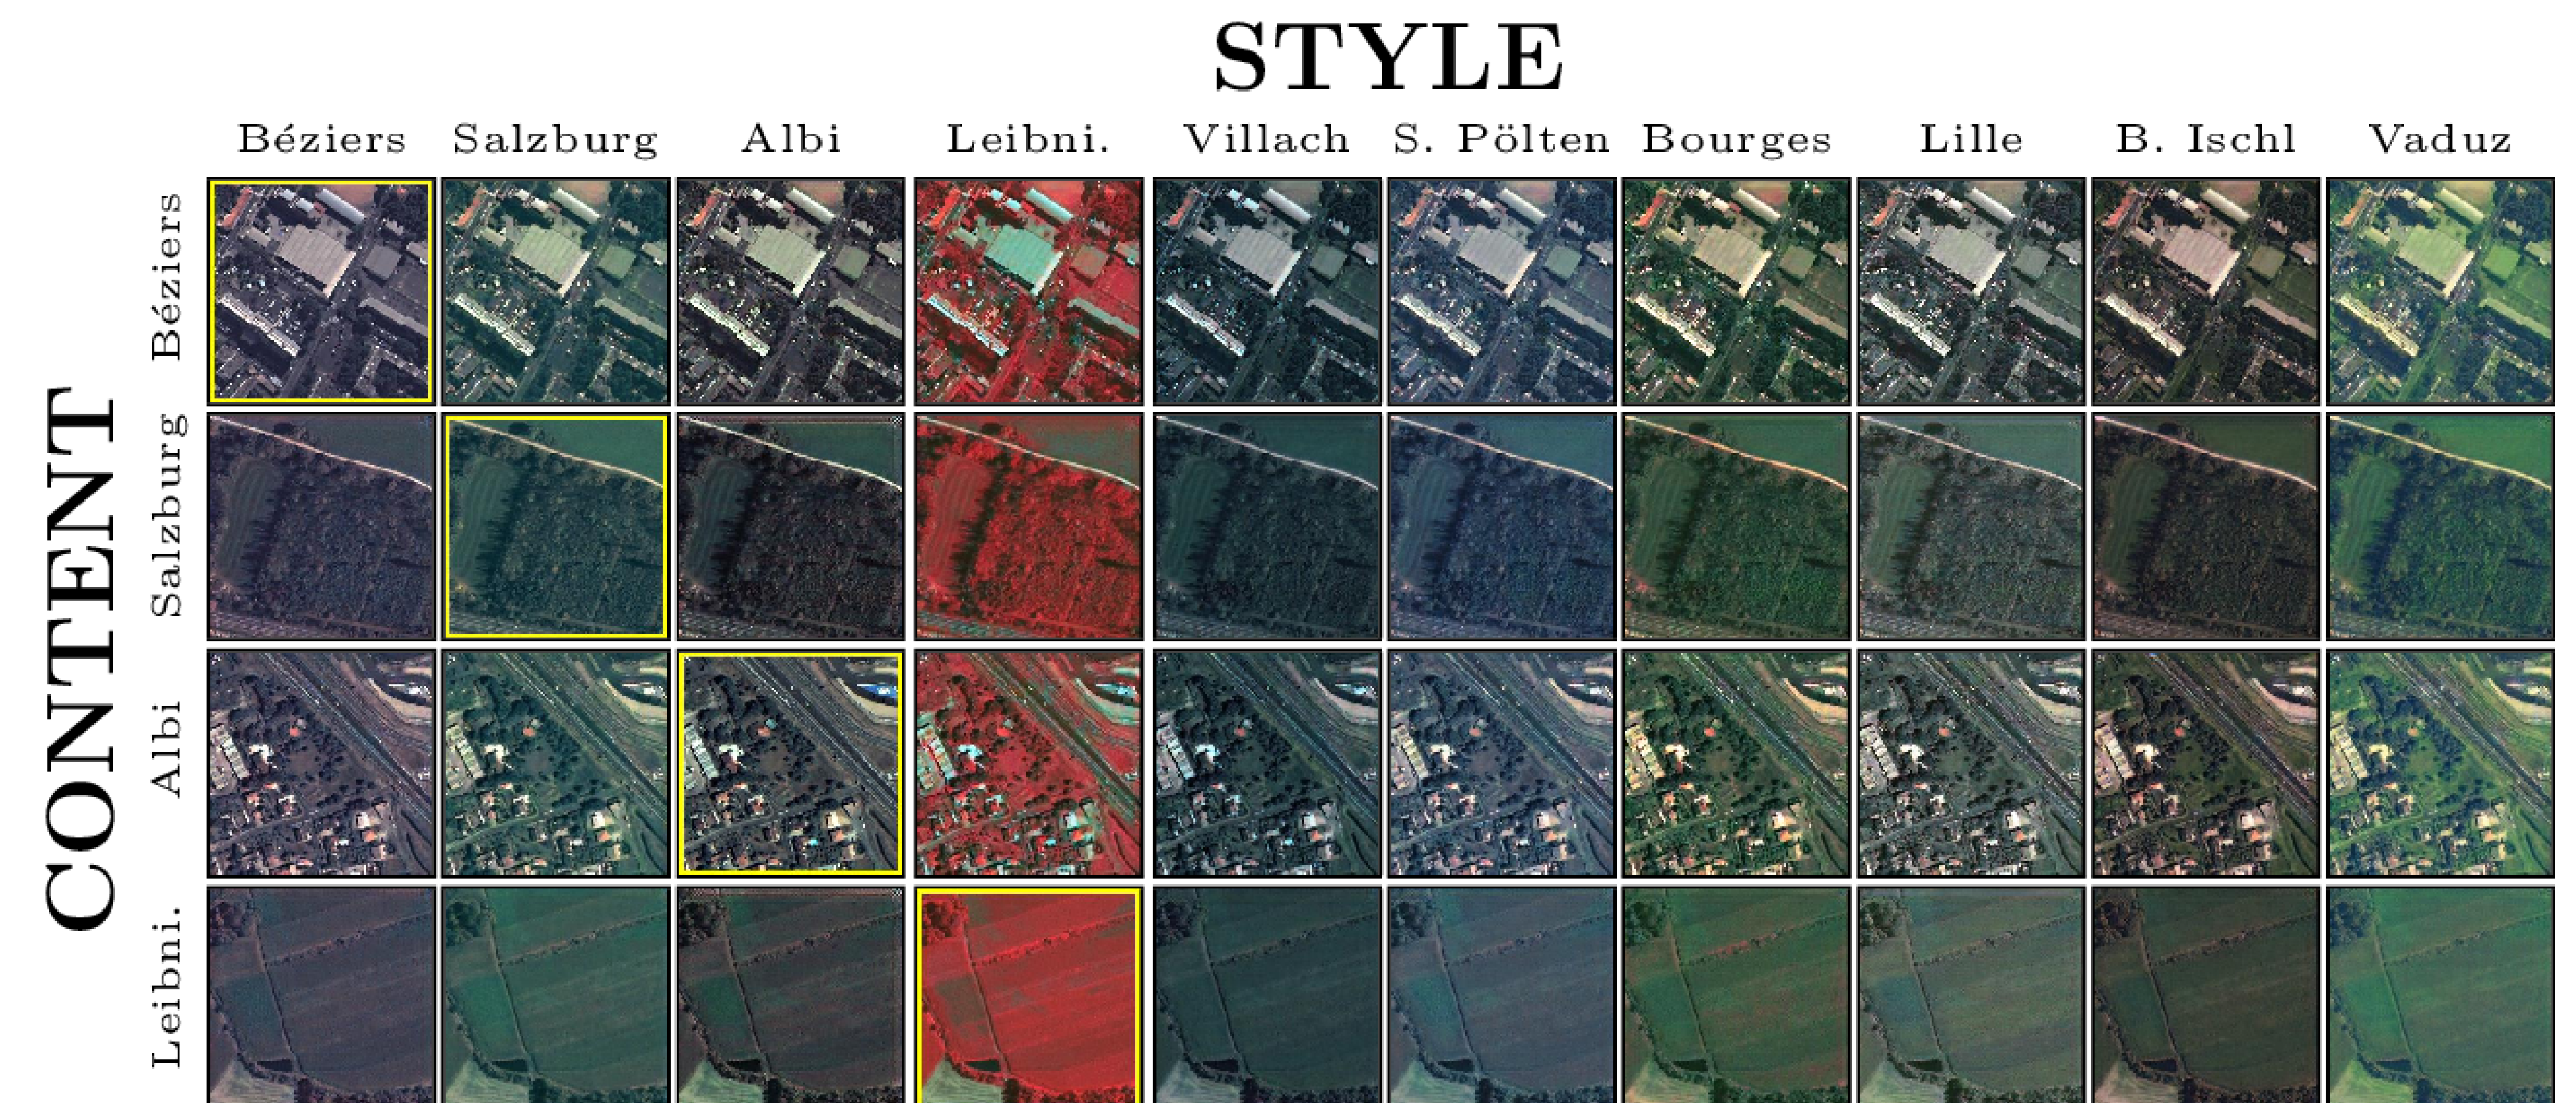 STYLE
Béziers Salzburg Albi Leibni. Villach S. Pölten Bourges Lille B. Ischl Vaduz
CONTENT
Béziers
Salzburg
Albi
Leibni.